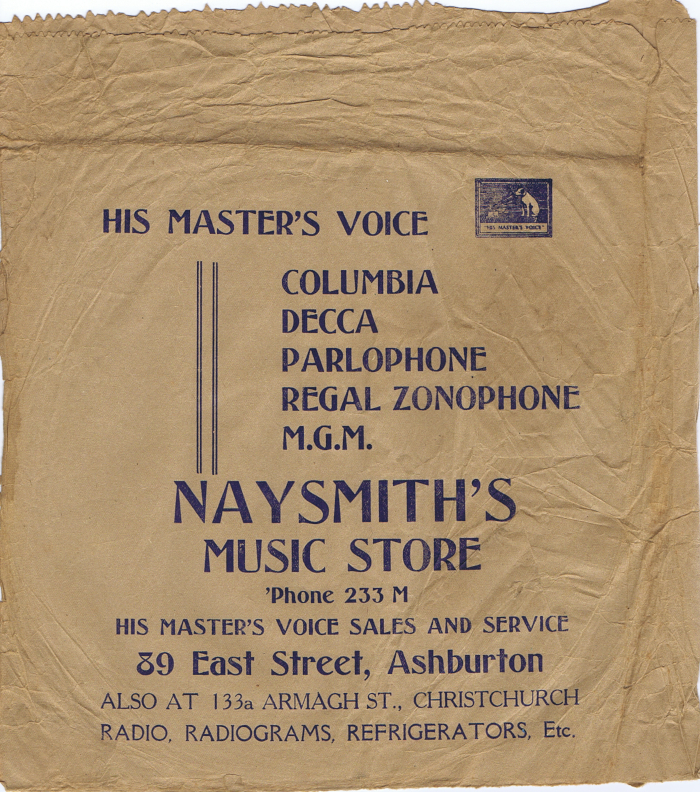 HIS MASTER'S VOICE
"HIS MASTER'S VOICE"
COLUMBIA
DECCA
PARLOPHONE
REGAL ZONOPHONE
M.G.M.
NAYSMITH'S
MUSIC STORE
'Phone 233 M
HIS MASTER'S VOICE SALES AND SERVICE
89 East Street, Ashburton
ALSO AT 133a ARMAGH ST., CHRISTCHURCH
RADIO, RADIOGRAMS, REFRIGERATORS, Etc.